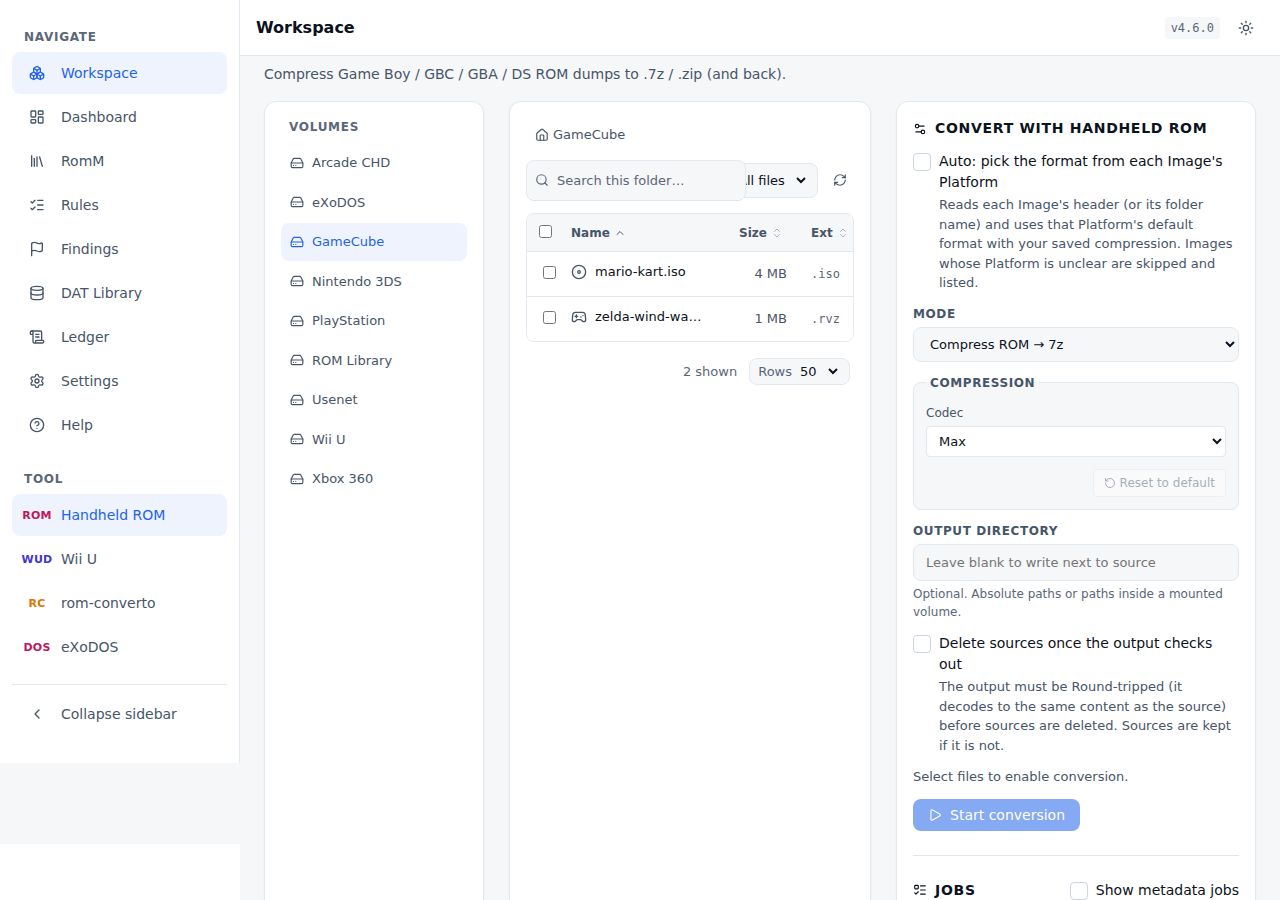 NAVIGATE
Workspace
Dashboard
RomM
Rules
Findings
DAT Library
Ledger
Settings
Help
TOOL
ROM Handheld ROM
WUD Wii U
RC rom-converto
DOS eXoDOS
Collapse sidebar
Workspace
v4.6.0
Compress Game Boy / GBC / GBA / DS ROM dumps to .7z / .zip (and back).
VOLUMES
Arcade CHD
eXoDOS
GameCube
Nintendo 3DS
PlayStation
ROM Library
Usenet
Wii U
Xbox 360
GameCube
Search this folder…
ll files
Name Size Ext
mario-kart.iso 4 MB .iso
zelda-wind-wa… 1 MB .rvz
2 shown Rows 50
CONVERT WITH HANDHELD ROM
Auto: pick the format from each Image's
Platform
Reads each Image's header (or its folder
name) and uses that Platform's default
format with your saved compression. Images
whose Platform is unclear are skipped and
listed.
MODE
Compress ROM → 7z
COMPRESSION
Codec
Max
Reset to default
OUTPUT DIRECTORY
Leave blank to write next to source
Optional. Absolute paths or paths inside a mounted
volume.
Delete sources once the output checks
out
The output must be Round-tripped (it
decodes to the same content as the source)
before sources are deleted. Sources are kept
if it is not.
Select files to enable conversion.
Start conversion
JOBS
Show metadata jobs